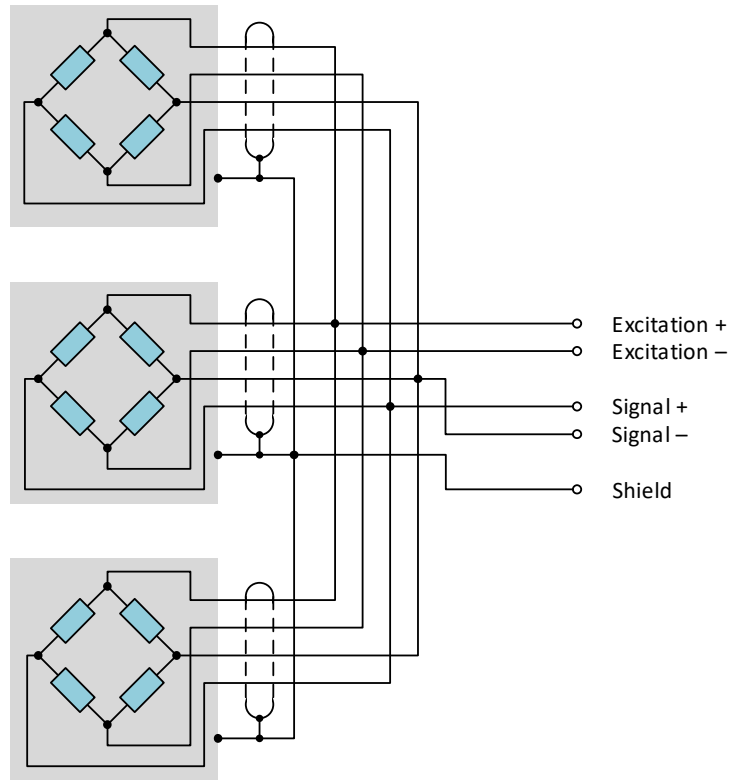 Excitation +
Excitation –
Signal +
Signal –
Shield